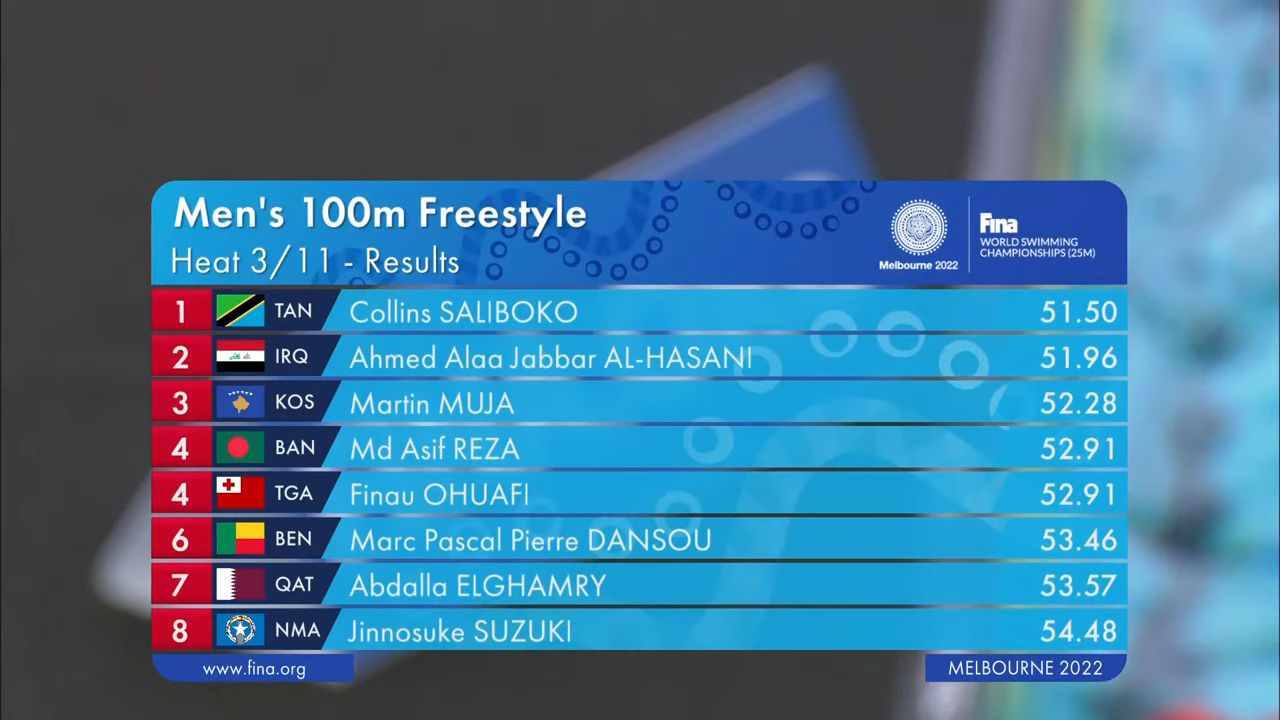 Men's 100m Freestyle
Heat 3/11 - Results
Melbourne 2022
Fina
WORLD SWIMMING
CHAMPIONSHIPS (25M)
1 TAN Collins SALIBOKO 51.50
2 IRQ Ahmed Alaa Jabbar AL-HASANI 51.96
3 KOS Martin MUJA 52.28
4 BAN Md Asif REZA 52.91
4 TGA Finau OHUAFI 52.91
6 BEN Marc Pascal Pierre DANSOU 53.46
7 QAT Abdalla ELGHAMRY 53.57
8 NMA Jinnosuke SUZUKI 54.48
www.fina.org
MELBOURNE 2022